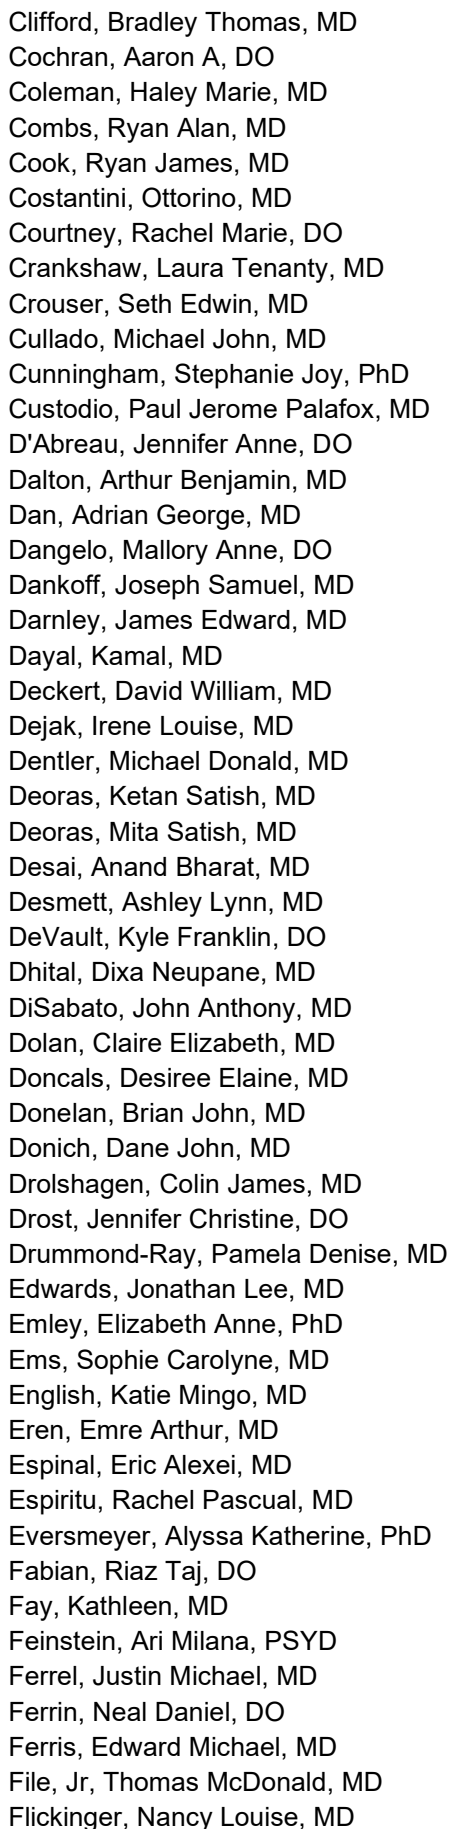 Clifford, Bradley Thomas, MD
Cochran, Aaron A, DO
Coleman, Haley Marie, MD
Combs, Ryan Alan, MD
Cook, Ryan James, MD
Costantini, Ottorino, MD
Courtney, Rachel Marie, DO
Crankshaw, Laura Tenanty, MD
Crouser, Seth Edwin, MD
Cullado, Michael John, MD
Cunningham, Stephanie Joy, PhD
Custodio, Paul Jerome Palafox, MD
D'Abreau, Jennifer Anne, DO
Dalton, Arthur Benjamin, MD
Dan, Adrian George, MD
Dangelo, Mallory Anne, DO
Dankoff, Joseph Samuel, MD
Darnley, James Edward, MD
Dayal, Kamal, MD
Deckert, David William, MD
Dejak, Irene Louise, MD
Dentler, Michael Donald, MD
Deoras, Ketan Satish, MD
Deoras, Mita Satish, MD
Desai, Anand Bharat, MD
Desmett, Ashley Lynn, MD
DeVault, Kyle Franklin, DO
Dhital, Dixa Neupane, MD
DiSabato, John Anthony, MD
Dolan, Claire Elizabeth, MD
Doncals, Desiree Elaine, MD
Donelan, Brian John, MD
Donich, Dane John, MD
Drolshagen, Colin James, MD
Drost, Jennifer Christine, DO
Drummond-Ray, Pamela Denise, MD
Edwards, Jonathan Lee, MD
Emley, Elizabeth Anne, PhD
Ems, Sophie Carolyne, MD
English, Katie Mingo, MD
Eren, Emre Arthur, MD
Espinal, Eric Alexei, MD
Espiritu, Rachel Pascual, MD
Eversmeyer, Alyssa Katherine, PhD
Fabian, Riaz Taj, DO
Fay, Kathleen, MD
Feinstein, Ari Milana, PSYD
Ferrel, Justin Michael, MD
Ferrin, Neal Daniel, DO
Ferris, Edward Michael, MD
File, Jr, Thomas McDonald, MD
Flickinger, Nancy Louise, MD